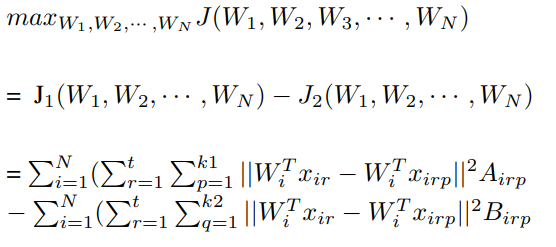 max_{W_1,W_2,⋯,W_N} J(W_1, W_2, W_3, ⋯ , W_N)
= J_1(W_1, W_2, ⋯ , W_N) − J_2(W_1, W_2, ⋯ , W_N)
= ∑_{i=1}^{N}(∑_{r=1}^{t} ∑_{p=1}^{k1} ||W_i^T x_{ir} − W_i^T x_{irp}||^2 A_{irp}
− ∑_{i=1}^{N}(∑_{r=1}^{t} ∑_{q=1}^{k2} ||W_i^T x_{ir} − W_i^T x_{irp}||^2 B_{irp}